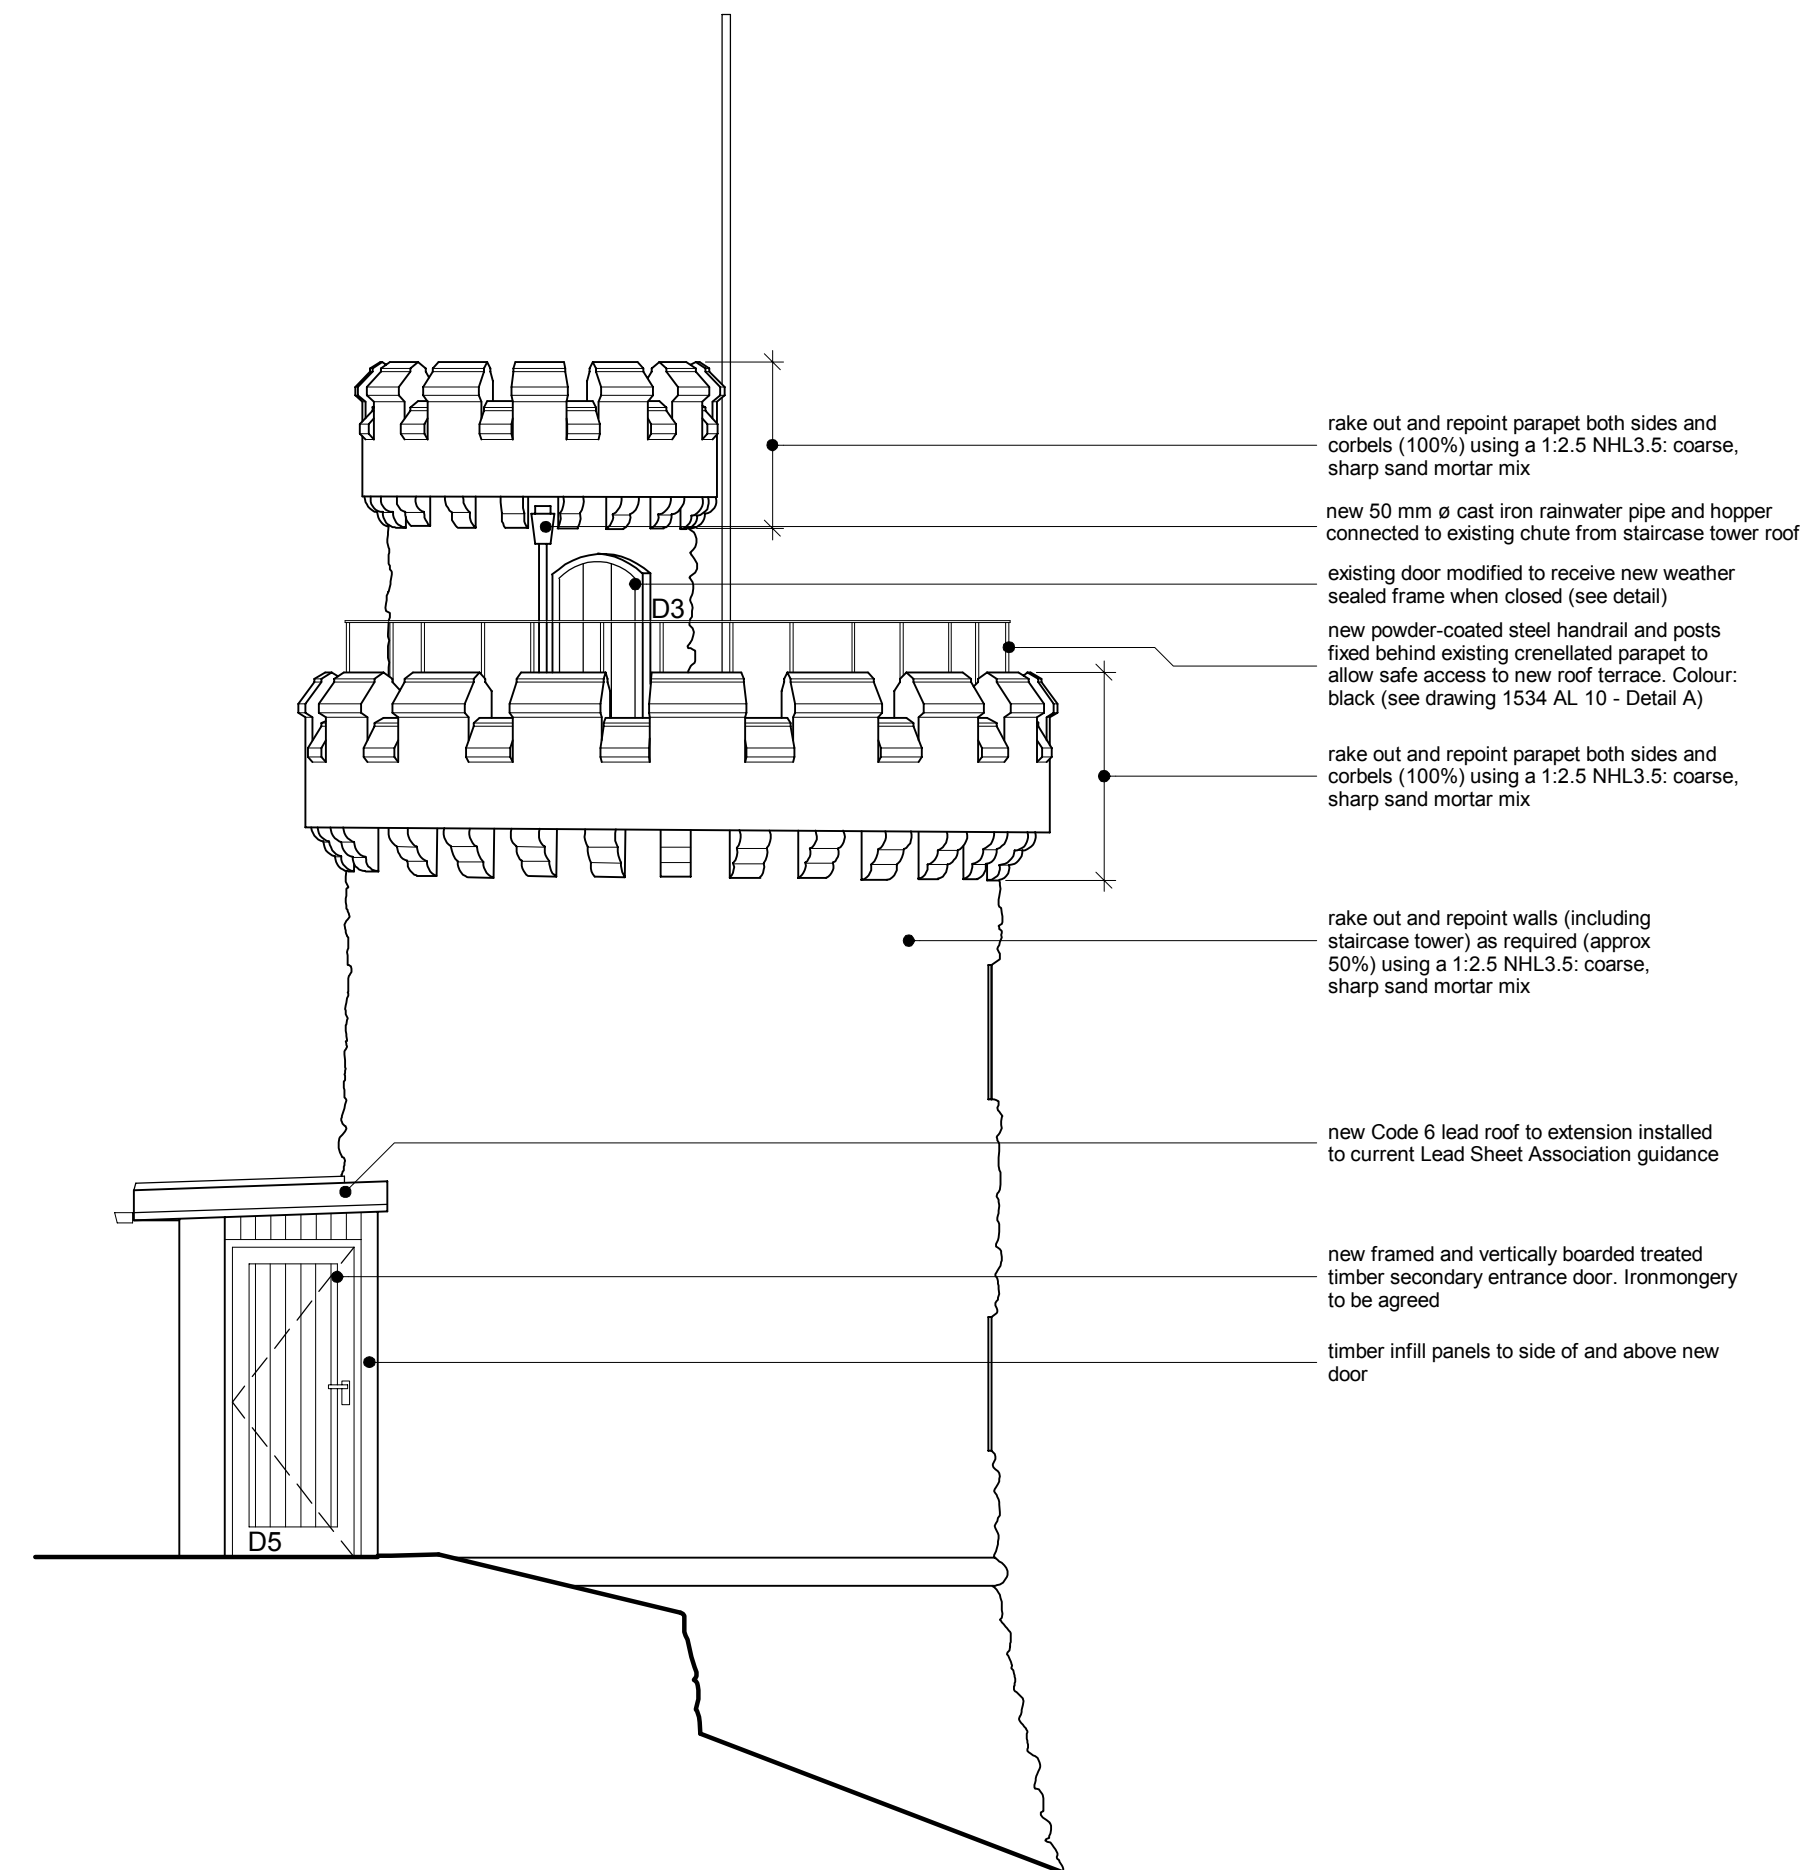 rake out and repoint parapet both sides and
corbels (100%) using a 1:2.5 NHL3.5: coarse,
sharp sand mortar mix
new 50 mm ø cast iron rainwater pipe and hopper
connected to existing chute from staircase tower roof
existing door modified to receive new weather
sealed frame when closed (see detail)
D3
new powder-coated steel handrail and posts
fixed behind existing crenellated parapet to
allow safe access to new roof terrace. Colour:
black (see drawing 1534 AL 10 - Detail A)
rake out and repoint parapet both sides and
corbels (100%) using a 1:2.5 NHL3.5: coarse,
sharp sand mortar mix
rake out and repoint walls (including
staircase tower) as required (approx
50%) using a 1:2.5 NHL3.5: coarse,
sharp sand mortar mix
new Code 6 lead roof to extension installed
to current Lead Sheet Association guidance
new framed and vertically boarded treated
timber secondary entrance door. Ironmongery
to be agreed
timber infill panels to side of and above new
door
D5